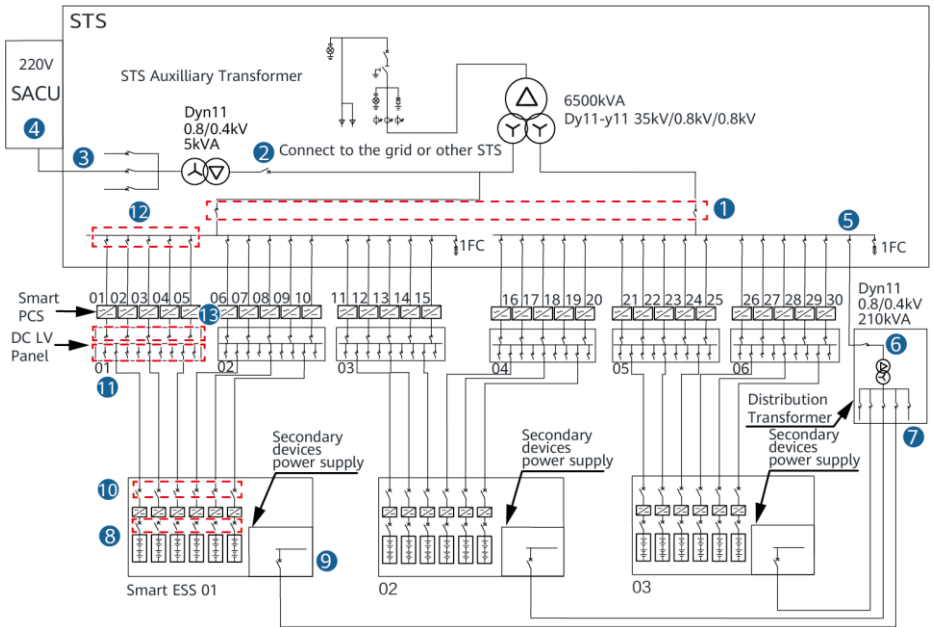 STS
220V
SACU
4
STS Auxilliary Transformer
Dyn11
0.8/0.4kV
5kVA
3
2
Connect to the grid or other STS
6500kVA
Dy11-y11 35kV/0.8kV/0.8kV
1
12
5
1FC
1FC
Smart
PCS
01 02 03 04 05
06 07 08 09 10
11 12 13 14 15
16 17 18 19 20
21 22 23 24 25
26 27 28 29 30
13
DC LV
Panel
01
02
03
04
05
06
11
Dyn11
0.8/0.4kV
210kVA
6
Distribution
Transformer
7
Secondary
devices
power supply
Secondary
devices
power supply
Secondary
devices
power supply
10
8
9
Smart ESS 01
02
03